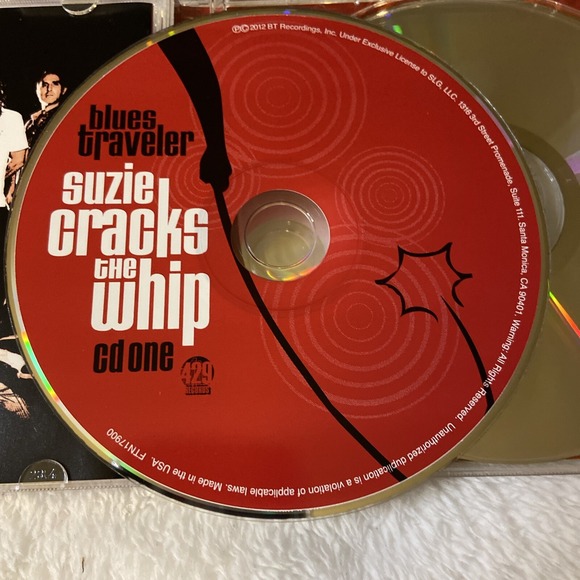 blues
traveler
suzie
cracks
the
whip
cd one
429
RECORDS
℗©2012 BT Recordings, Inc. Under Exclusive License to SLG, LLC. 1316 3rd Street Promenade, Suite 111, Santa Monica, CA 90401. Warning: All Rights Reserved. Unauthorized duplication is a violation of applicable laws. Made in the USA. FTN17900